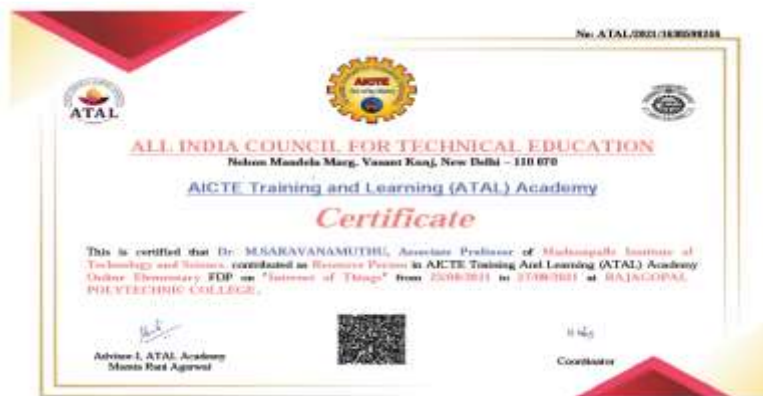 No: ATAL/2021/1630598246
ATAL
AICTE
ALL INDIA COUNCIL FOR TECHNICAL EDUCATION
Nelson Mandela Marg, Vasant Kunj, New Delhi – 110 070
AICTE Training and Learning (ATAL) Academy
Certificate
This is certified that Dr. M.SARAVANAMUTHU, Associate Professor of Madanapalle Institute of
Technology and Science, contributed as Resource Person in AICTE Training And Learning (ATAL) Academy
Online Elementary FDP on "Internet of Things" from 23/08/2021 to 27/08/2021 at RAJAGOPAL
POLYTECHNIC COLLEGE.
Advisor-I, ATAL Academy
Mamta Rani Agarwal
Coordinator